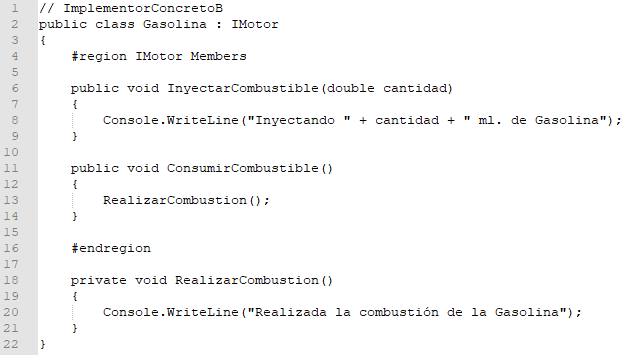 1 // ImplementorConcretoB
2 public class Gasolina : IMotor
3 {
4     #region IMotor Members
5
6     public void InyectarCombustible(double cantidad)
7     {
8         Console.WriteLine("Inyectando " + cantidad + " ml. de Gasolina");
9     }
10
11     public void ConsumirCombustible()
12     {
13         RealizarCombustion();
14     }
15
16     #endregion
17
18     private void RealizarCombustion()
19     {
20         Console.WriteLine("Realizada la combustión de la Gasolina");
21     }
22 }